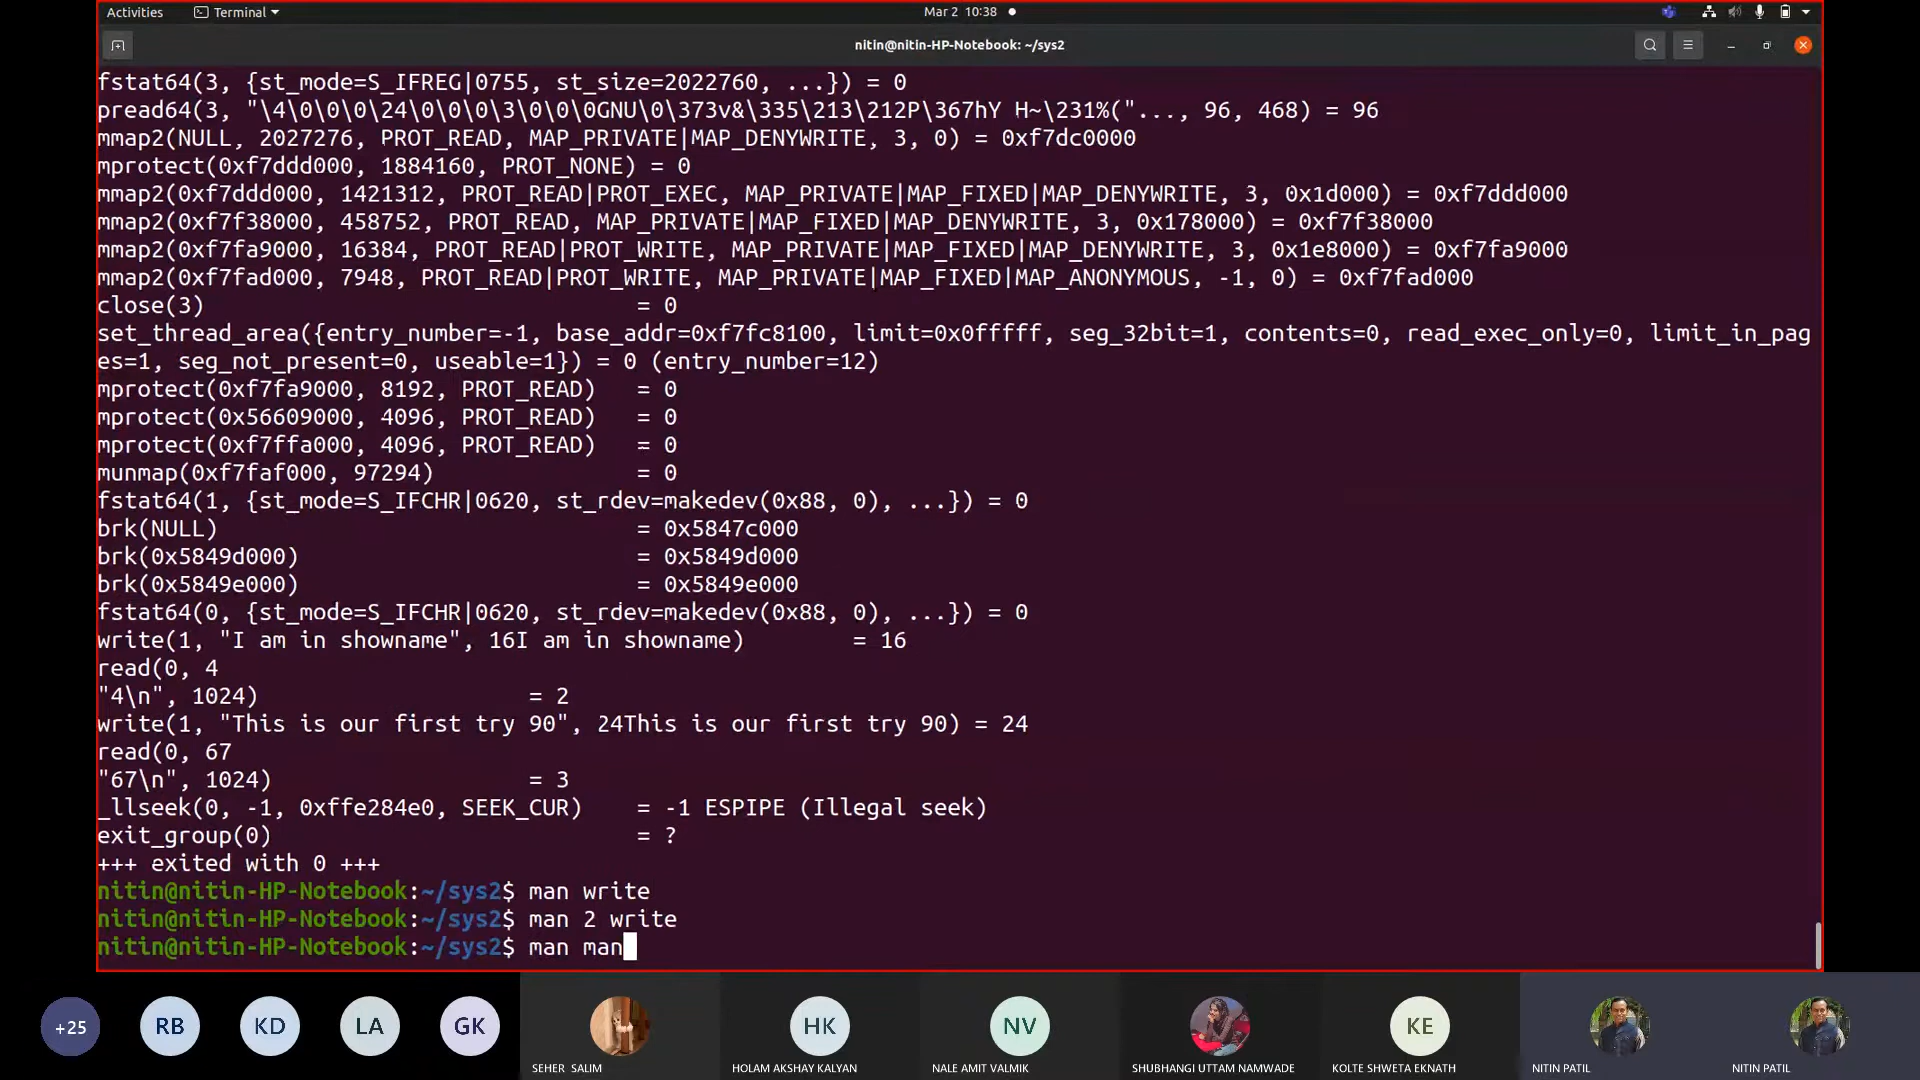 Activities Terminal Mar 2 10:38
nitin@nitin-HP-Notebook: ~/sys2
fstat64(3, {st_mode=S_IFREG|0755, st_size=2022760, ...}) = 0
pread64(3, "\4\0\0\0\24\0\0\0\3\0\0\0GNU\0\373v&\335\213\212P\367hY H~\231%("..., 96, 468) = 96
mmap2(NULL, 2027276, PROT_READ, MAP_PRIVATE|MAP_DENYWRITE, 3, 0) = 0xf7dc0000
mprotect(0xf7ddd000, 1884160, PROT_NONE) = 0
mmap2(0xf7ddd000, 1421312, PROT_READ|PROT_EXEC, MAP_PRIVATE|MAP_FIXED|MAP_DENYWRITE, 3, 0x1d000) = 0xf7ddd000
mmap2(0xf7f38000, 458752, PROT_READ, MAP_PRIVATE|MAP_FIXED|MAP_DENYWRITE, 3, 0x178000) = 0xf7f38000
mmap2(0xf7fa9000, 16384, PROT_READ|PROT_WRITE, MAP_PRIVATE|MAP_FIXED|MAP_DENYWRITE, 3, 0x1e8000) = 0xf7fa9000
mmap2(0xf7fad000, 7948, PROT_READ|PROT_WRITE, MAP_PRIVATE|MAP_FIXED|MAP_ANONYMOUS, -1, 0) = 0xf7fad000
close(3) = 0
set_thread_area({entry_number=-1, base_addr=0xf7fc8100, limit=0x0fffff, seg_32bit=1, contents=0, read_exec_only=0, limit_in_pag
es=1, seg_not_present=0, useable=1}) = 0 (entry_number=12)
mprotect(0xf7fa9000, 8192, PROT_READ) = 0
mprotect(0x56609000, 4096, PROT_READ) = 0
mprotect(0xf7ffa000, 4096, PROT_READ) = 0
munmap(0xf7faf000, 97294) = 0
fstat64(1, {st_mode=S_IFCHR|0620, st_rdev=makedev(0x88, 0), ...}) = 0
brk(NULL) = 0x5847c000
brk(0x5849d000) = 0x5849d000
brk(0x5849e000) = 0x5849e000
fstat64(0, {st_mode=S_IFCHR|0620, st_rdev=makedev(0x88, 0), ...}) = 0
write(1, "I am in showname", 16I am in showname) = 16
read(0, 4
"4\n", 1024) = 2
write(1, "This is our first try 90", 24This is our first try 90) = 24
read(0, 67
"67\n", 1024) = 3
_llseek(0, -1, 0xffe284e0, SEEK_CUR) = -1 ESPIPE (Illegal seek)
exit_group(0) = ?
+++ exited with 0 +++
nitin@nitin-HP-Notebook:~/sys2$ man write
nitin@nitin-HP-Notebook:~/sys2$ man 2 write
nitin@nitin-HP-Notebook:~/sys2$ man man
+25 RB KD LA GK HK NV KE
SEHER SALIM HOLAM AKSHAY KALYAN NALE AMIT VALMIK SHUBHANGI UTTAM NAMWADE KOLTE SHWETA EKNATH NITIN PATIL NITIN PATIL